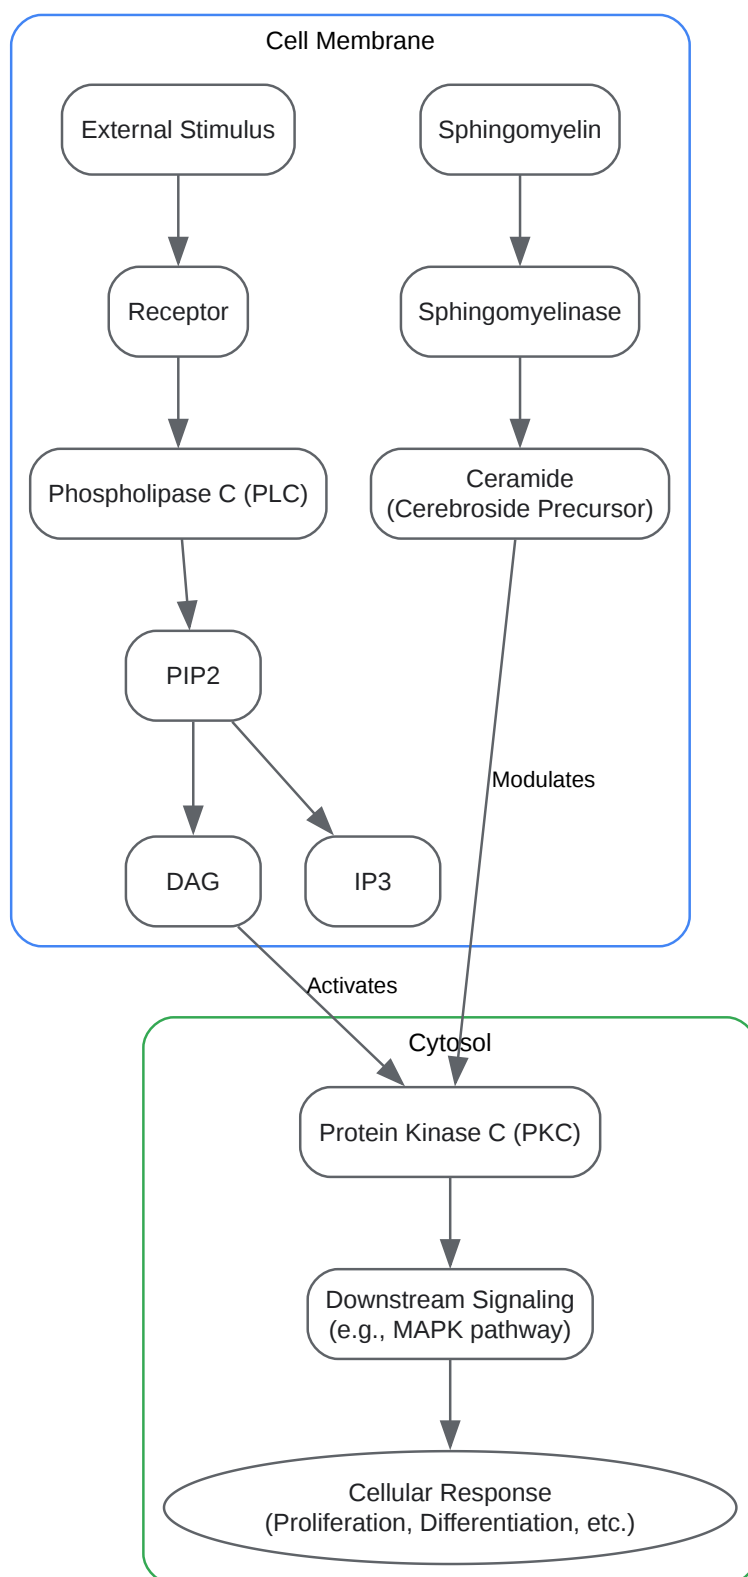 Cell Membrane
External Stimulus
Sphingomyelin
Receptor
Sphingomyelinase
Phospholipase C (PLC)
Ceramide
(Cerebroside Precursor)
PIP2
Modulates
DAG
IP3
Activates
Cytosol
Protein Kinase C (PKC)
Downstream Signaling
(e.g., MAPK pathway)
Cellular Response
(Proliferation, Differentiation, etc.)